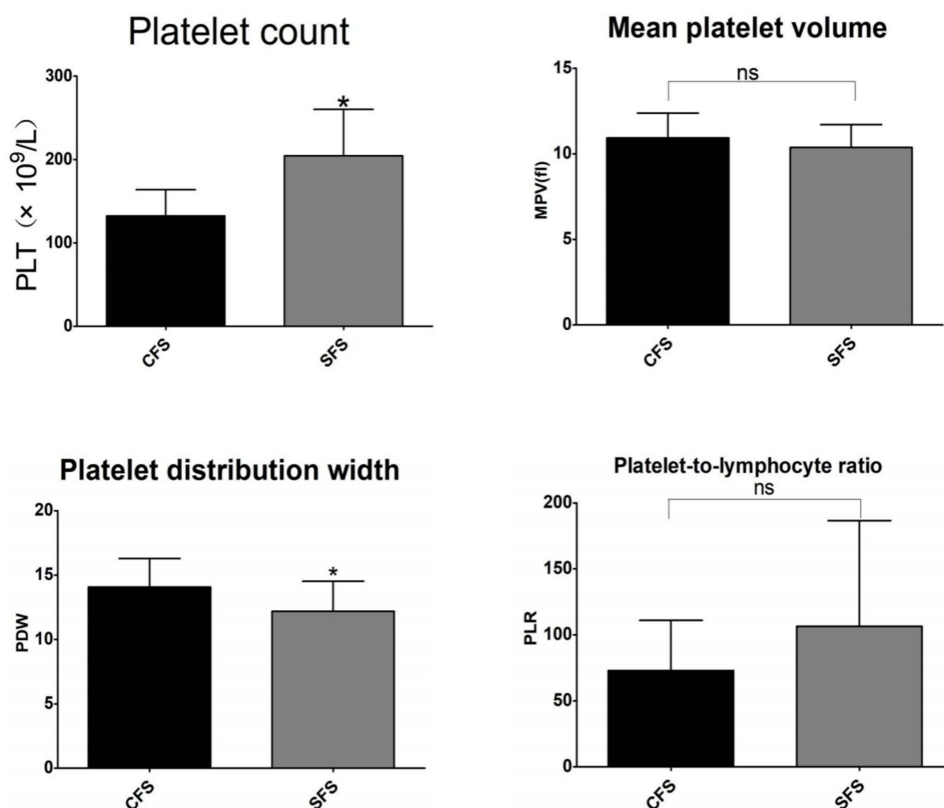 Platelet count
PLT（× 10⁹/L）
300
200
100
0
*
CFS
SFS
Mean platelet volume
MPV(fl)
15
10
5
0
ns
CFS
SFS
Platelet distribution width
PDW
20
15
10
5
0
*
CFS
SFS
Platelet-to-lymphocyte ratio
PLR
200
150
100
50
0
ns
CFS
SFS